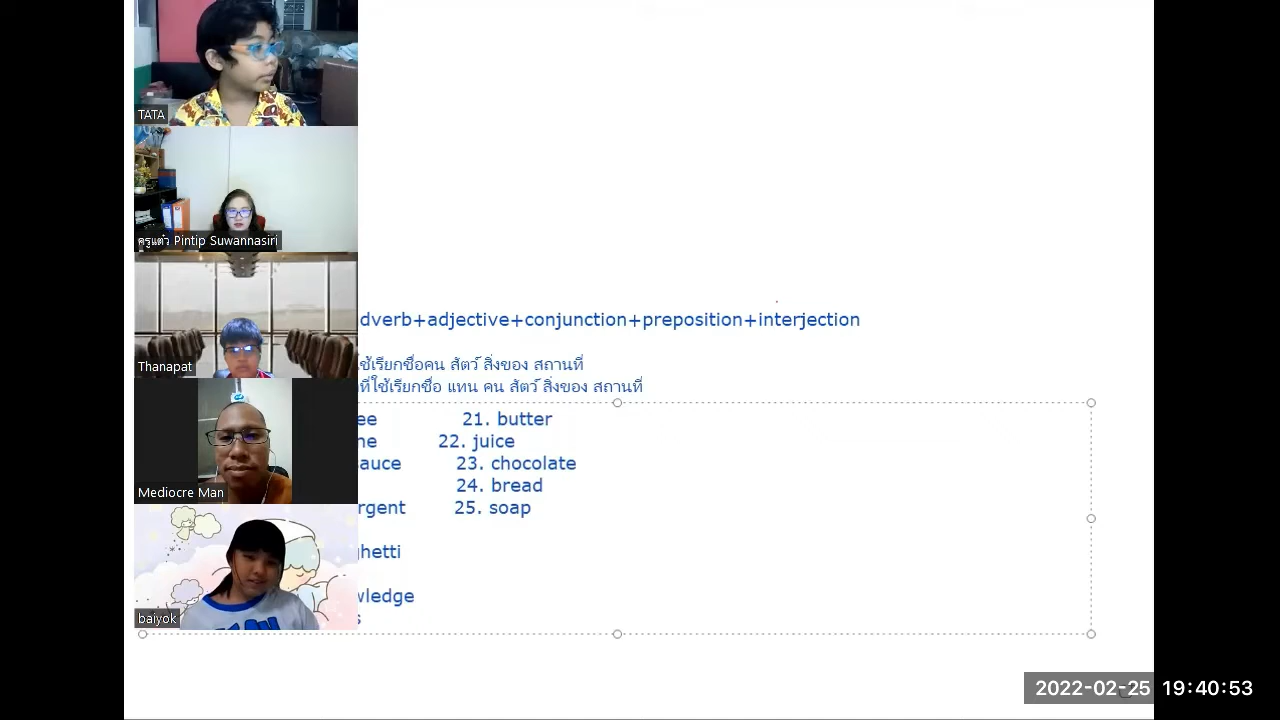 TATA
ครูแต๋ว Pintip Suwannasiri
Thanapat
Mediocre Man
baiyok
dverb+adjective+conjunction+preposition+interjection
ใช้เรียกชื่อคน สัตว์ สิ่งของ สถานที่
ที่ใช้เรียกชื่อ แทน คน สัตว์ สิ่งของ สถานที่
ee 21. butter
ne 22. juice
sauce 23. chocolate
24. bread
rgent 25. soap
ghetti
wledge
s
2022-02-25 19:40:53